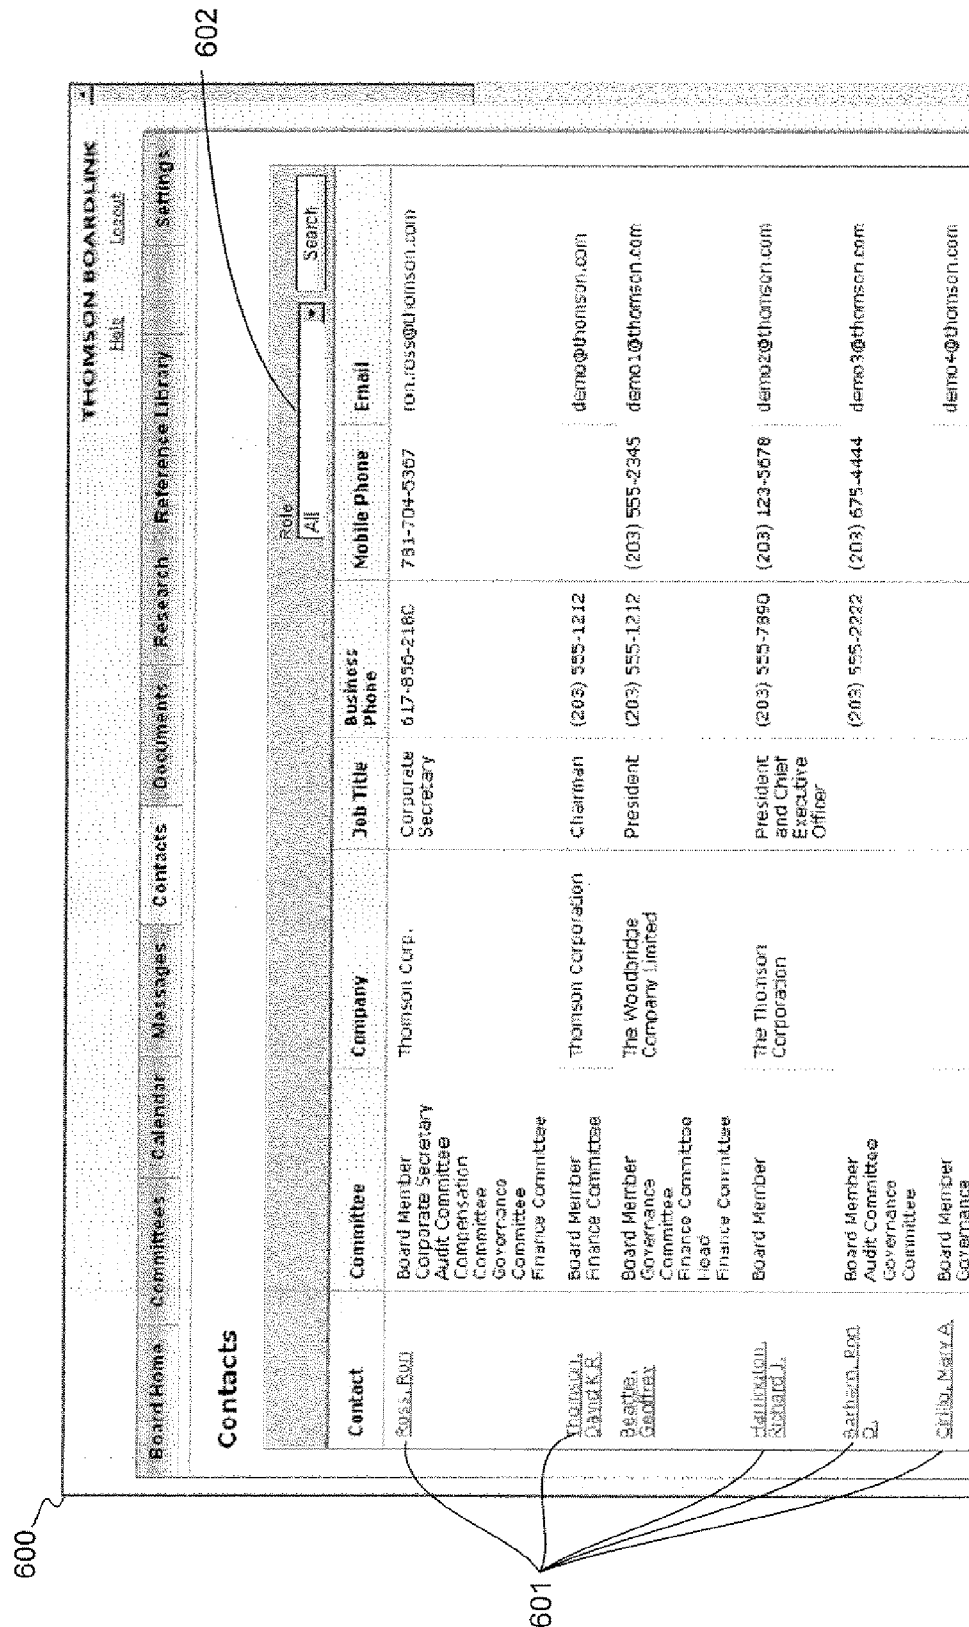 600
602
THOMSON BOARDLINK
Help Logout
Board Home Committees Calendar Messages Contacts Documents Research Reference Library Settings
Contacts
Role
All Search
Contact Committee Company Job Title Business Phone Mobile Phone Email
Ross, Ron
Board Member
Corporate Secretary
Audit Committee
Compensation
Committee
Governance
Committee
Finance Committee
Thomson Corp.
Corporate
Secretary
617-856-2180
781-704-5367
ron.ross@thomson.com
Thomson,
David K.R.
Board Member
Finance Committee
Thomson Corporation
Chairman
(203) 555-1212
demo@thomson.com
Beattie,
Geoffrey
Board Member
Governance
Committee
Finance Committee
Head
Finance Committee
The Woodbridge
Company Limited
President
(203) 555-1212
(203) 555-2345
demo1@thomson.com
Harrington,
Richard J.
Board Member
The Thomson
Corporation
President
and Chief
Executive
Officer
(203) 555-7890
(203) 123-5678
demo2@thomson.com
Barham, Ron
D.
Board Member
Audit Committee
Governance
Committee
(203) 555-2222
(203) 675-4444
demo3@thomson.com
Cirillo, Mary A.
Board Member
Governance
demo4@thomson.com
601